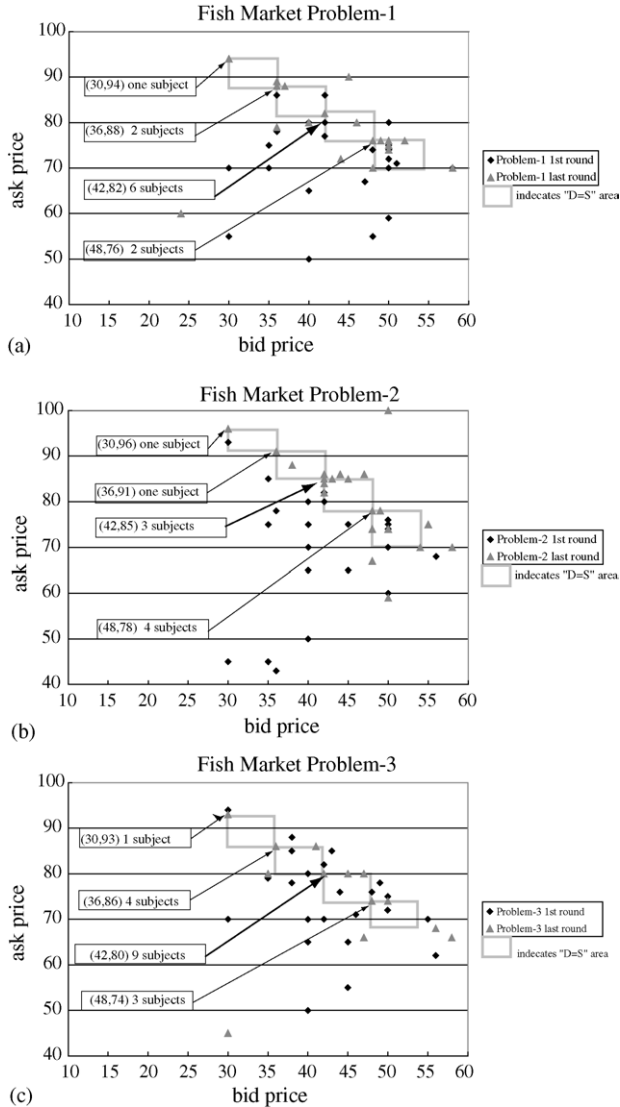 Fish Market Problem-1
100
90
80
70
60
50
40
ask price
(30,94) one subject
(36,88) 2 subjects
(42,82) 6 subjects
(48,76) 2 subjects
10 15 20 25 30 35 40 45 50 55 60
bid price
(a)
Problem-1 1st round
Problem-1 last round
indecates "D=S" area
Fish Market Problem-2
100
90
80
70
60
50
40
ask price
(30,96) one subject
(36,91) one subject
(42,85) 3 subjects
(48,78) 4 subjects
10 15 20 25 30 35 40 45 50 55 60
bid price
(b)
Problem-2 1st round
Problem-2 last round
indecates "D=S" area
Fish Market Problem-3
100
90
80
70
60
50
40
ask price
(30,93) 1 subject
(36,86) 4 subjects
(42,80) 9 subjects
(48,74) 3 subjects
10 15 20 25 30 35 40 45 50 55 60
bid price
(c)
Problem-3 1st round
Problem-3 last round
indecates "D=S" area